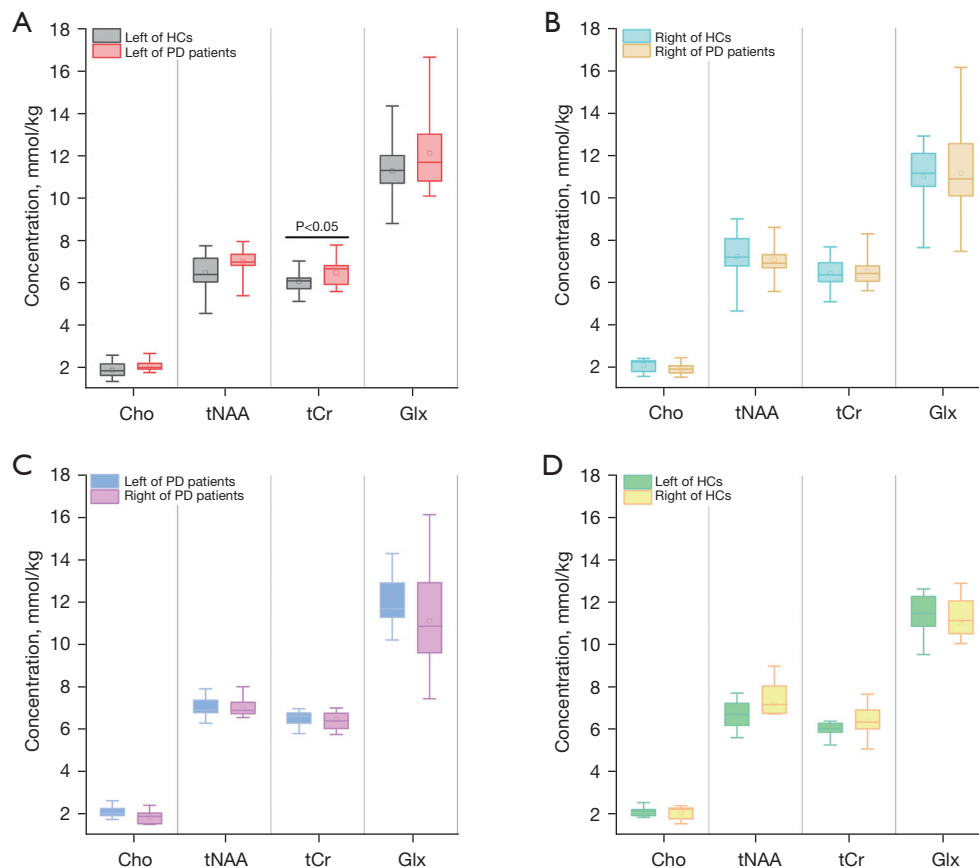 A
Left of HCs
Left of PD patients
Concentration, mmol/kg
18
16
14
12
10
8
6
4
2
P<0.05
Cho tNAA tCr Glx
B
Right of HCs
Right of PD patients
Concentration, mmol/kg
18
16
14
12
10
8
6
4
2
Cho tNAA tCr Glx
C
Left of PD patients
Right of PD patients
Concentration, mmol/kg
18
16
14
12
10
8
6
4
2
Cho tNAA tCr Glx
D
Left of HCs
Right of HCs
Concentration, mmol/kg
18
16
14
12
10
8
6
4
2
Cho tNAA tCr Glx